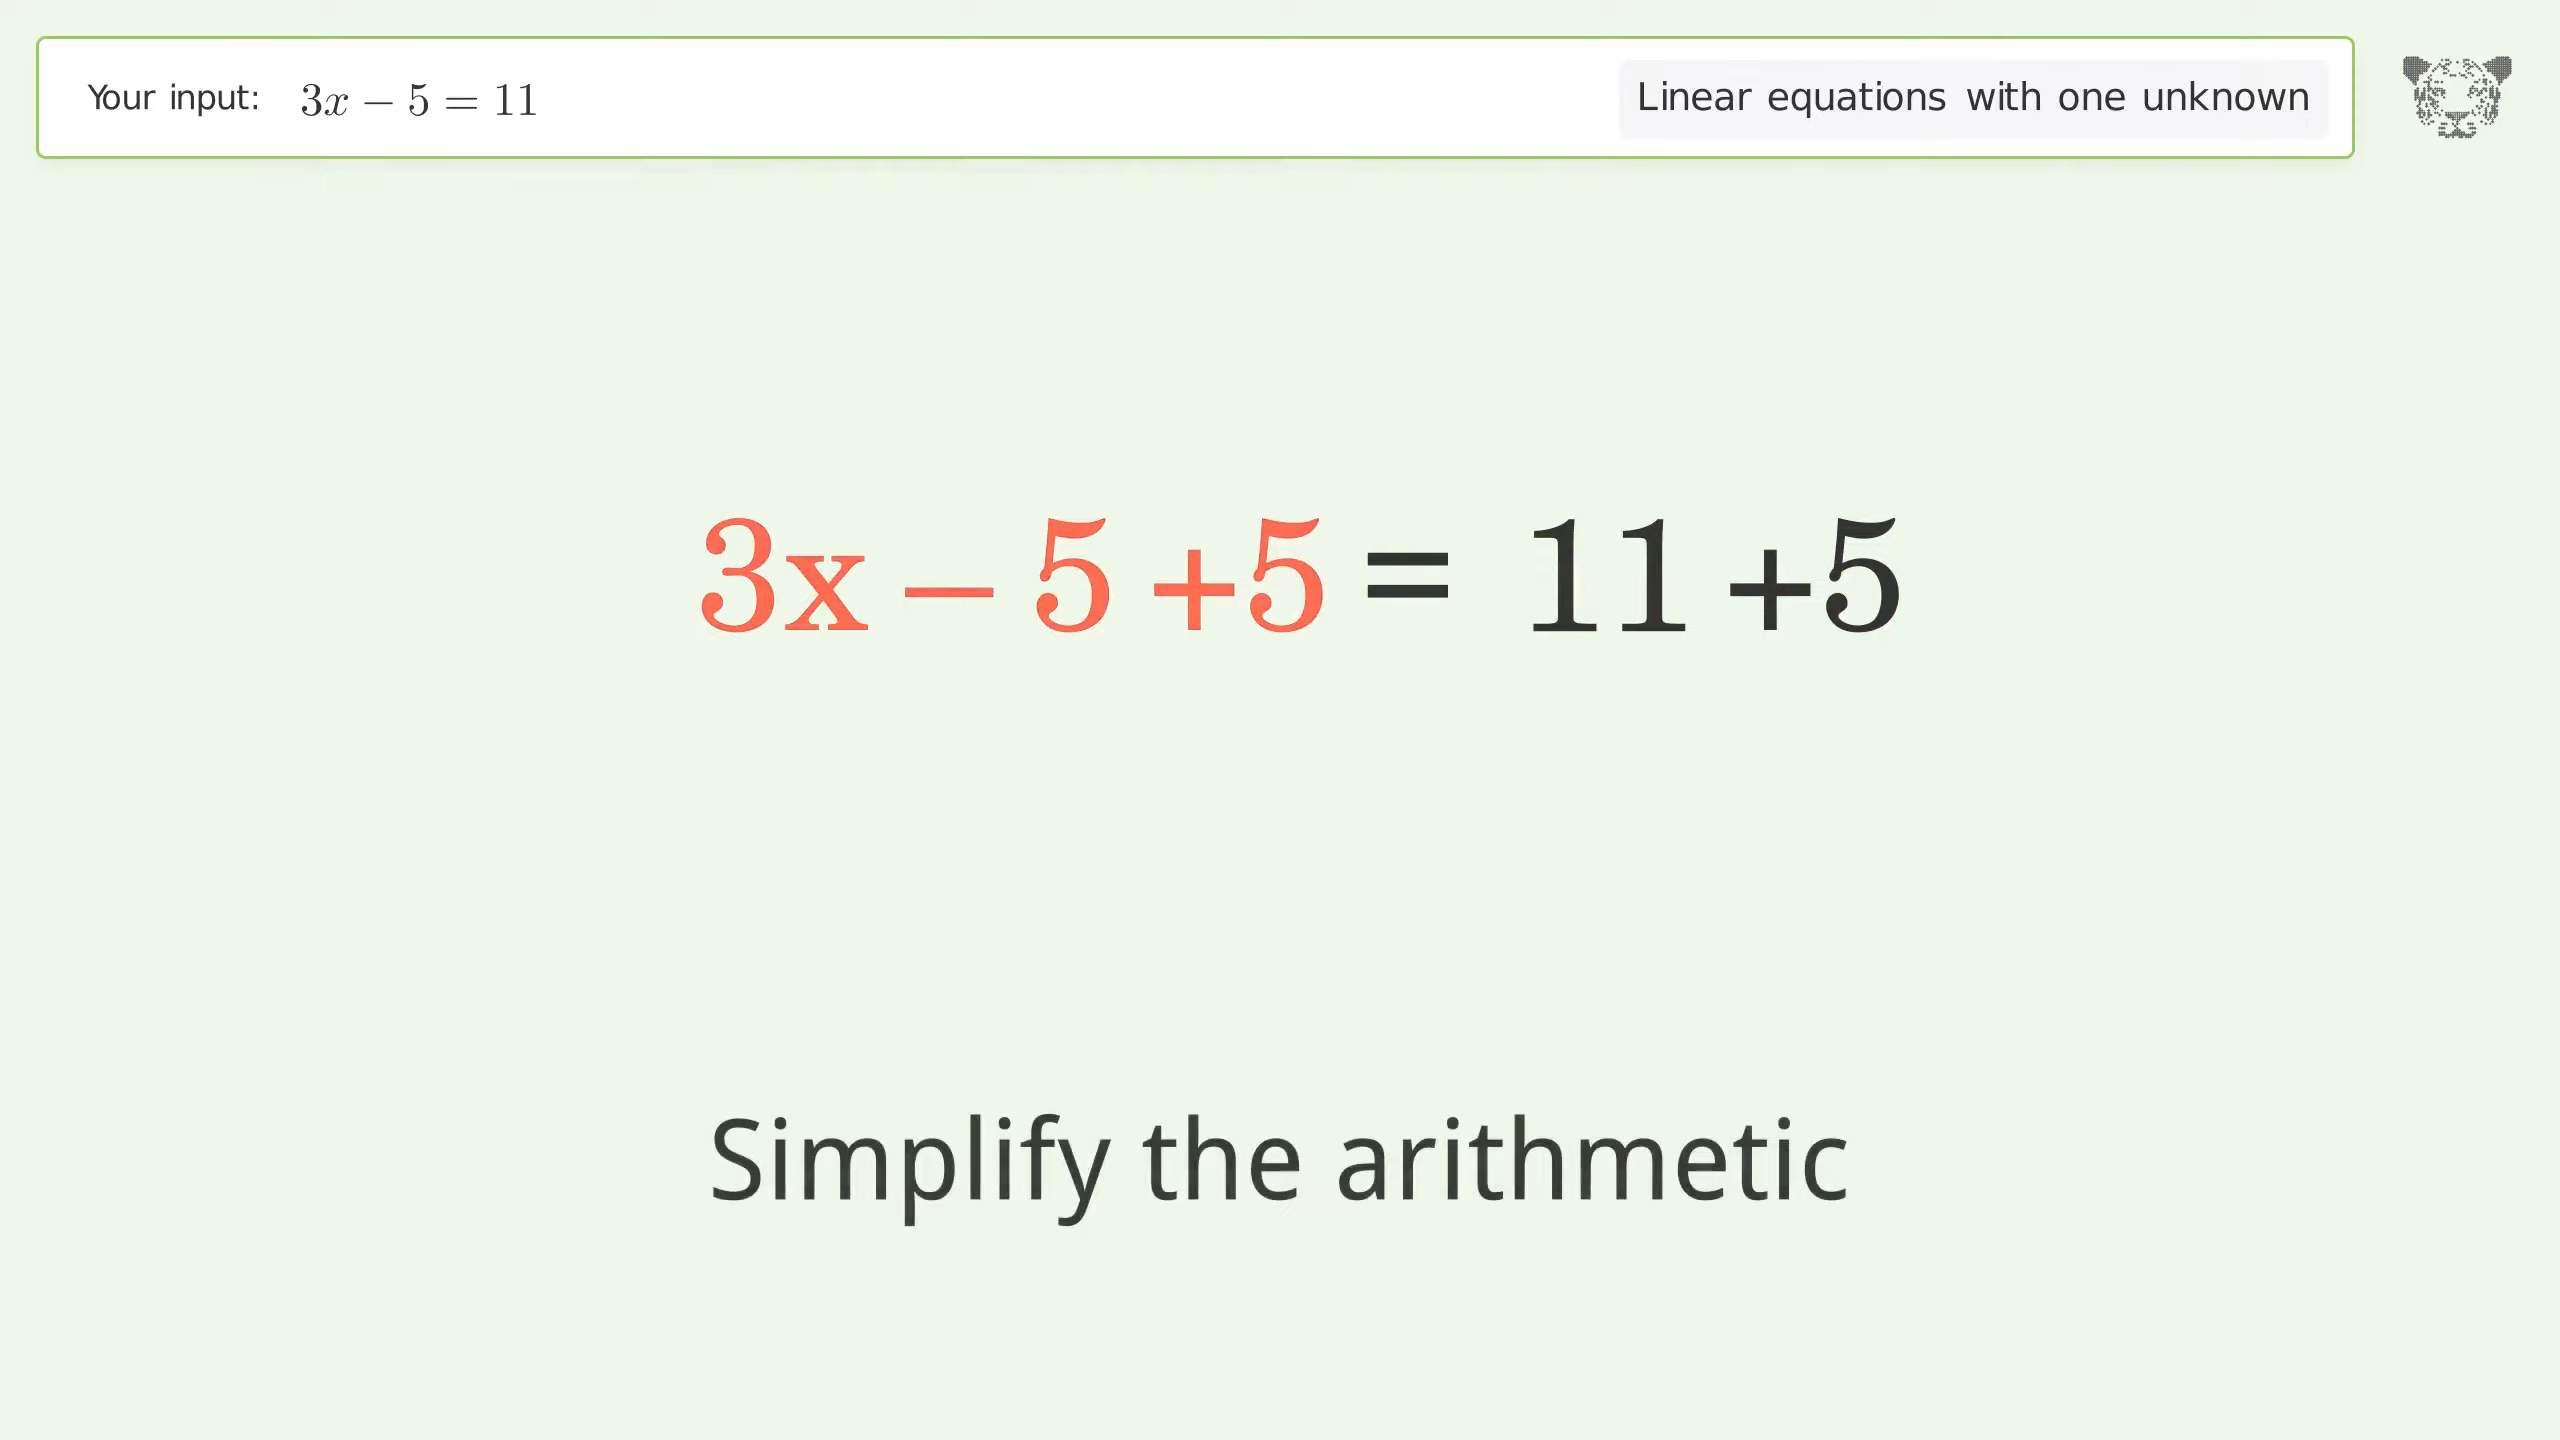 Your input: 3x − 5 = 11
Linear equations with one unknown
3x – 5 +5 = 11 +5
Simplify the arithmetic